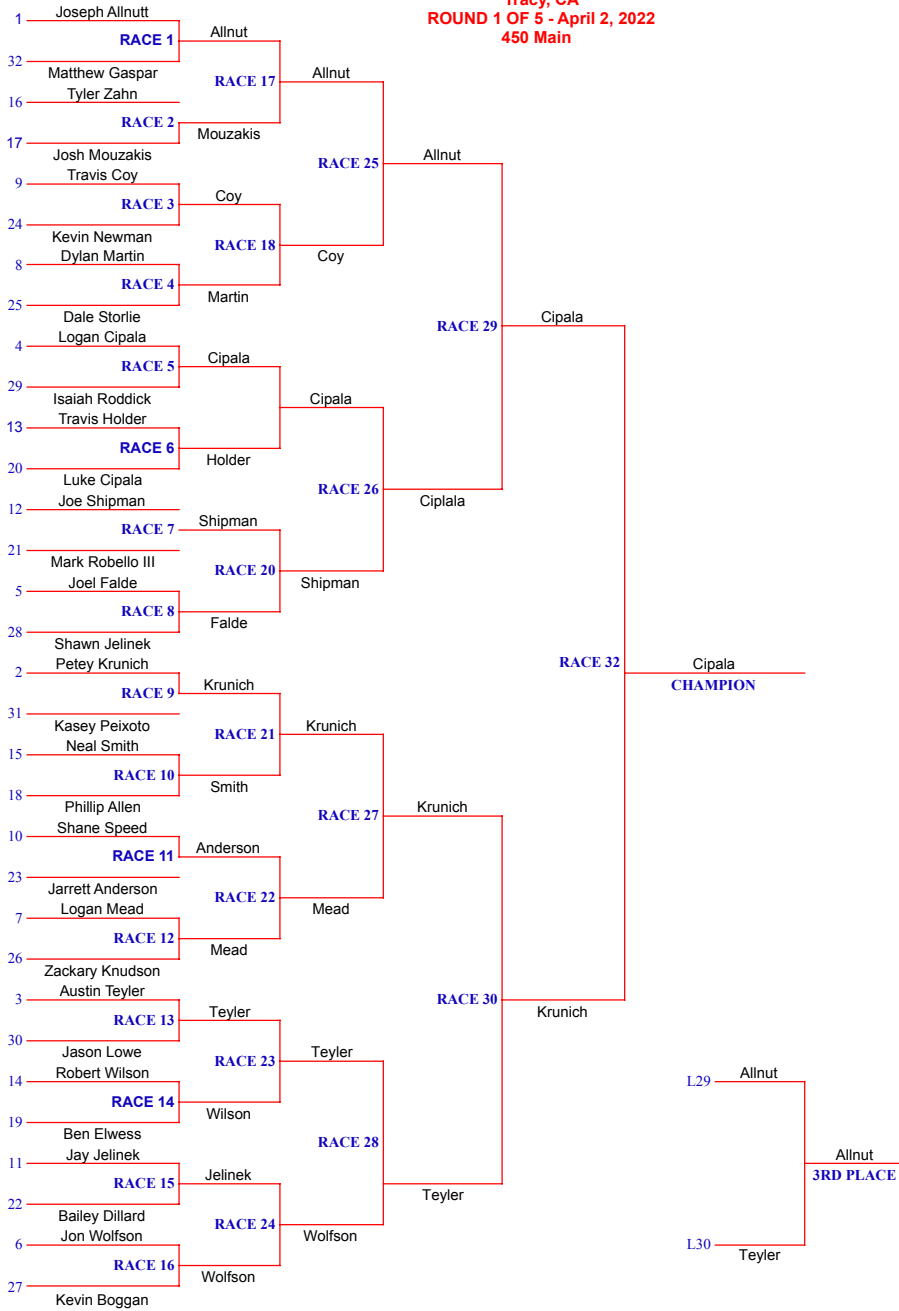 Tracy, CA
ROUND 1 OF 5 - April 2, 2022
450 Main
1 Joseph Allnutt
RACE 1 Allnut
32
Matthew Gaspar
RACE 17 Allnut
16 Tyler Zahn
RACE 2
Mouzakis
17
Josh Mouzakis
RACE 25 Allnut
9 Travis Coy
RACE 3 Coy
24
Kevin Newman
RACE 18
Coy
8 Dylan Martin
RACE 4
Martin
25
Dale Storlie
RACE 29 Cipala
4 Logan Cipala
RACE 5 Cipala
29
Isaiah Roddick
Cipala
13 Travis Holder
RACE 6
Holder
20
Luke Cipala
RACE 26
Ciplala
12 Joe Shipman
RACE 7 Shipman
21
Mark Robello III
RACE 20
Shipman
5 Joel Falde
RACE 8
Falde
28
Shawn Jelinek
RACE 32 Cipala
CHAMPION
2 Petey Krunich
RACE 9 Krunich
31
Kasey Peixoto
RACE 21 Krunich
15 Neal Smith
RACE 10
Smith
18
Phillip Allen
RACE 27 Krunich
10 Shane Speed
RACE 11 Anderson
23
Jarrett Anderson
RACE 22
Mead
7 Logan Mead
RACE 12
Mead
26
Zackary Knudson
RACE 30
Krunich
3 Austin Teyler
RACE 13 Teyler
30
Jason Lowe
RACE 23 Teyler
14 Robert Wilson
RACE 14
Wilson
19
Ben Elwess
RACE 28
Teyler
11 Jay Jelinek
RACE 15 Jelinek
22
Bailey Dillard
RACE 24
Wolfson
6 Jon Wolfson
RACE 16
Wolfson
27
Kevin Boggan
L29 Allnut
Allnut
3RD PLACE
L30
Teyler